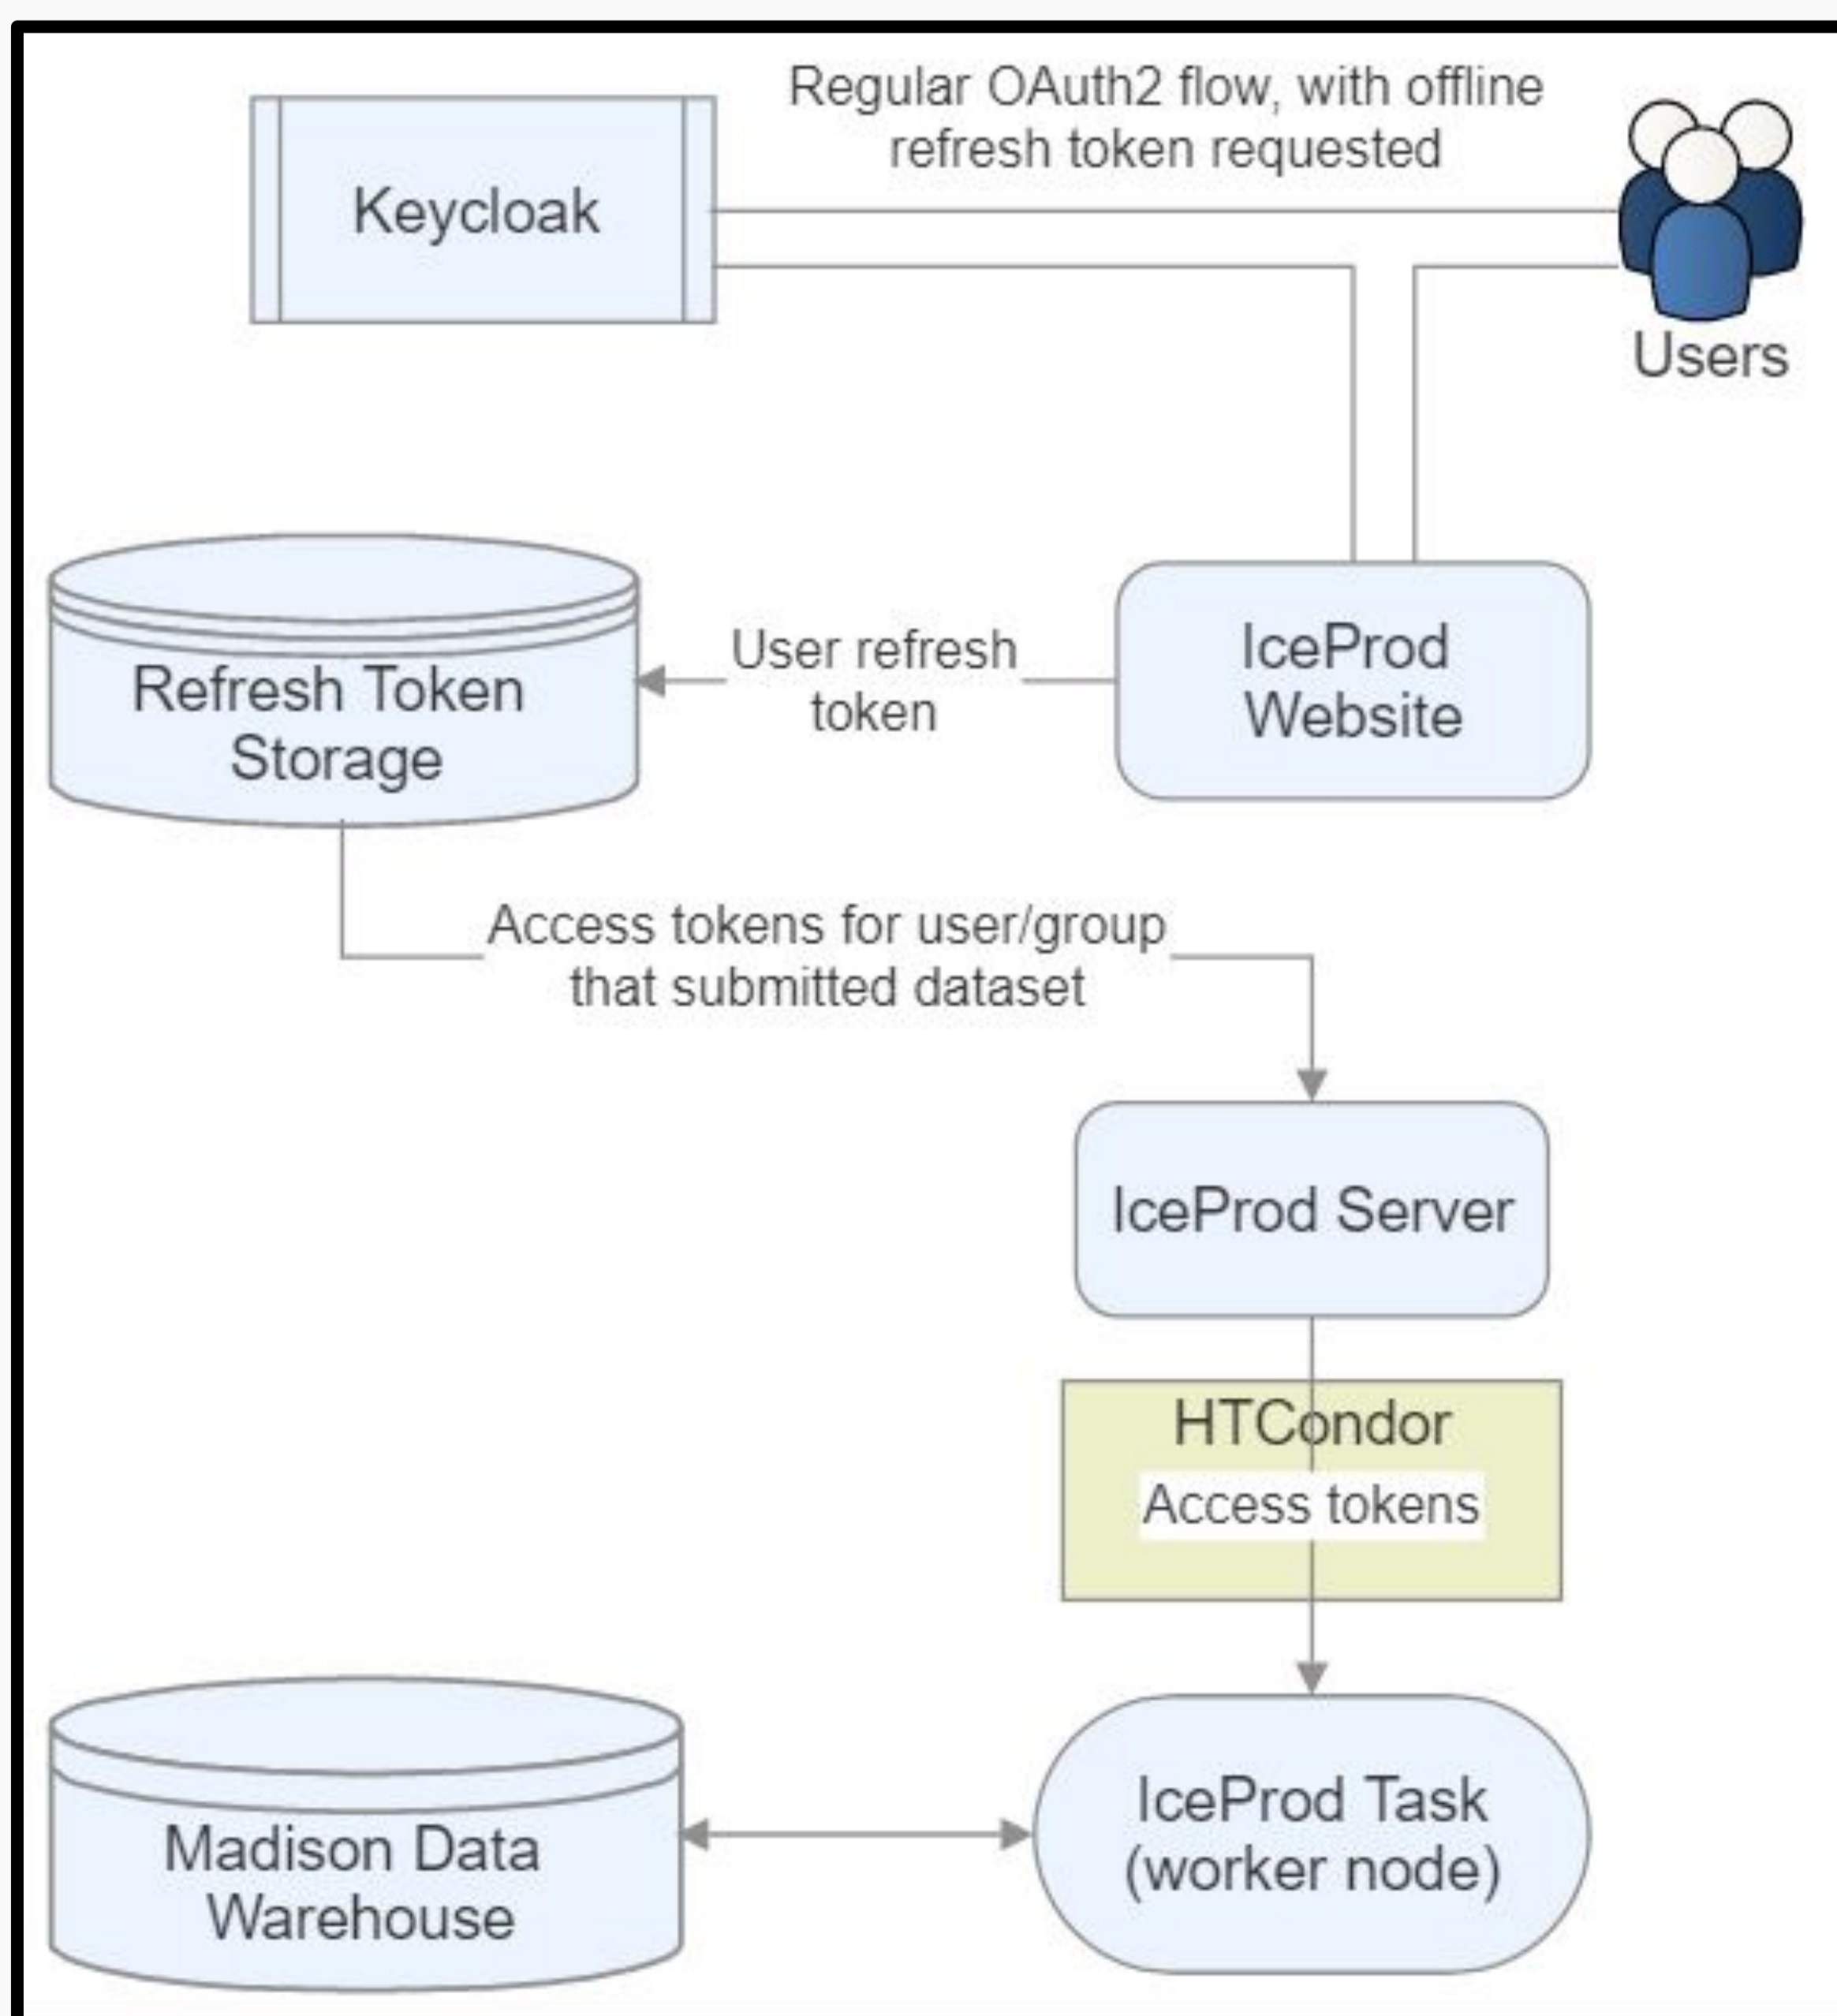 Regular OAuth2 flow, with offline
refresh token requested
Keycloak
Users
User refresh
token
IceProd
Website
Refresh Token
Storage
Access tokens for user/group
that submitted dataset
IceProd Server
HTCondor
Access tokens
IceProd Task
(worker node)
Madison Data
Warehouse